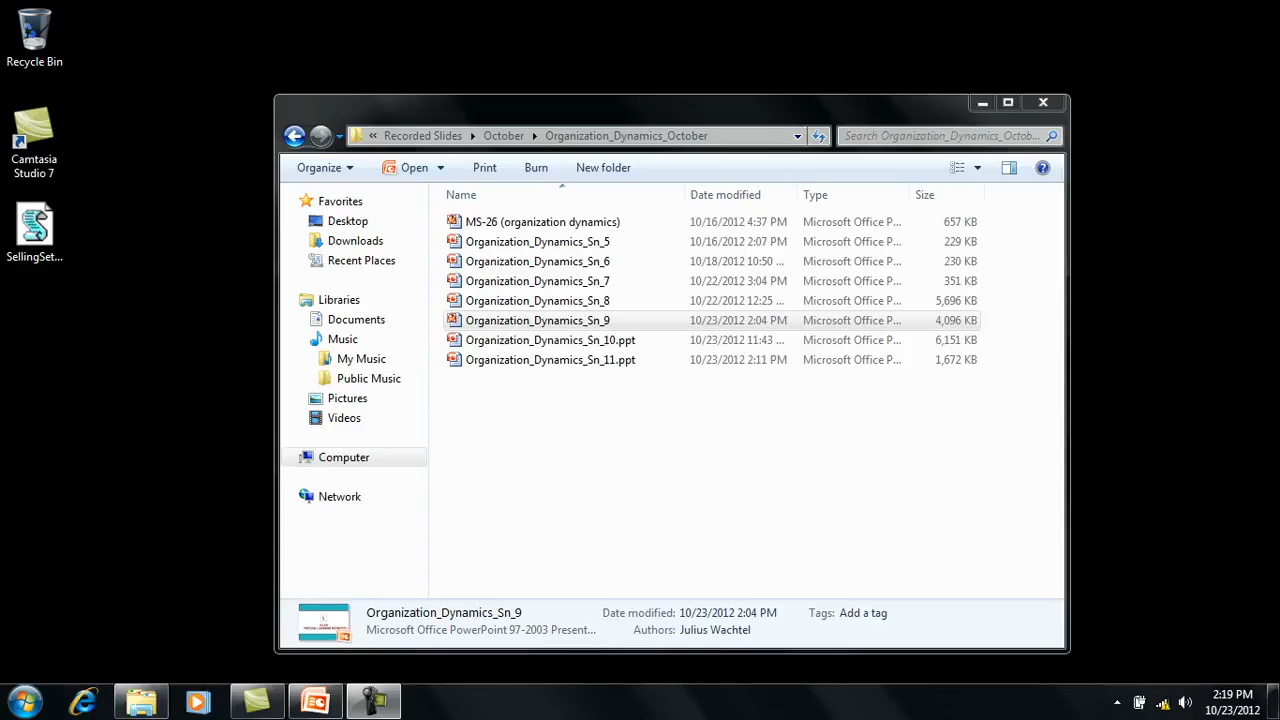 Recycle Bin
Camtasia
Studio 7
SellingSet...
« Recorded Slides October Organization_Dynamics_October
Search Organization_Dynamics_Octob...
Organize Open Print Burn New folder
Favorites
Desktop
Downloads
Recent Places
Libraries
Documents
Music
My Music
Public Music
Pictures
Videos
Computer
Network
Name Date modified Type Size
MS-26 (organization dynamics) 10/16/2012 4:37 PM Microsoft Office P... 657 KB
Organization_Dynamics_Sn_5 10/16/2012 2:07 PM Microsoft Office P... 229 KB
Organization_Dynamics_Sn_6 10/18/2012 10:50 ... Microsoft Office P... 230 KB
Organization_Dynamics_Sn_7 10/22/2012 3:04 PM Microsoft Office P... 351 KB
Organization_Dynamics_Sn_8 10/22/2012 12:25 ... Microsoft Office P... 5,696 KB
Organization_Dynamics_Sn_9 10/23/2012 2:04 PM Microsoft Office P... 4,096 KB
Organization_Dynamics_Sn_10.ppt 10/23/2012 11:43 ... Microsoft Office P... 6,151 KB
Organization_Dynamics_Sn_11.ppt 10/23/2012 2:11 PM Microsoft Office P... 1,672 KB
Organization_Dynamics_Sn_9 Date modified: 10/23/2012 2:04 PM Tags: Add a tag
Microsoft Office PowerPoint 97-2003 Present... Authors: Julius Wachtel
2:19 PM
10/23/2012